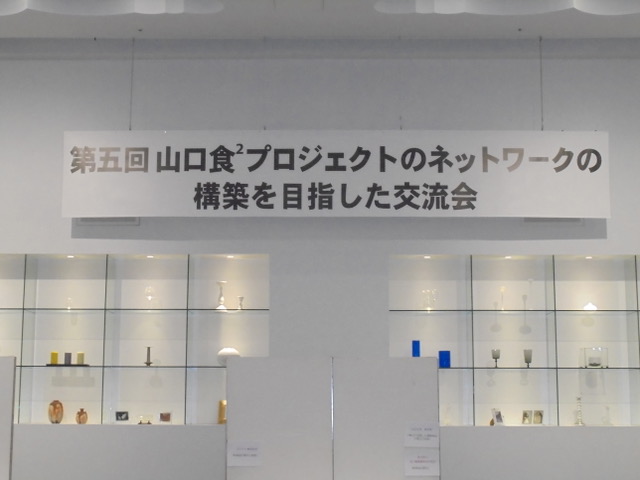 第五回 山口食²プロジェクトのネットワークの
構築を目指した交流会